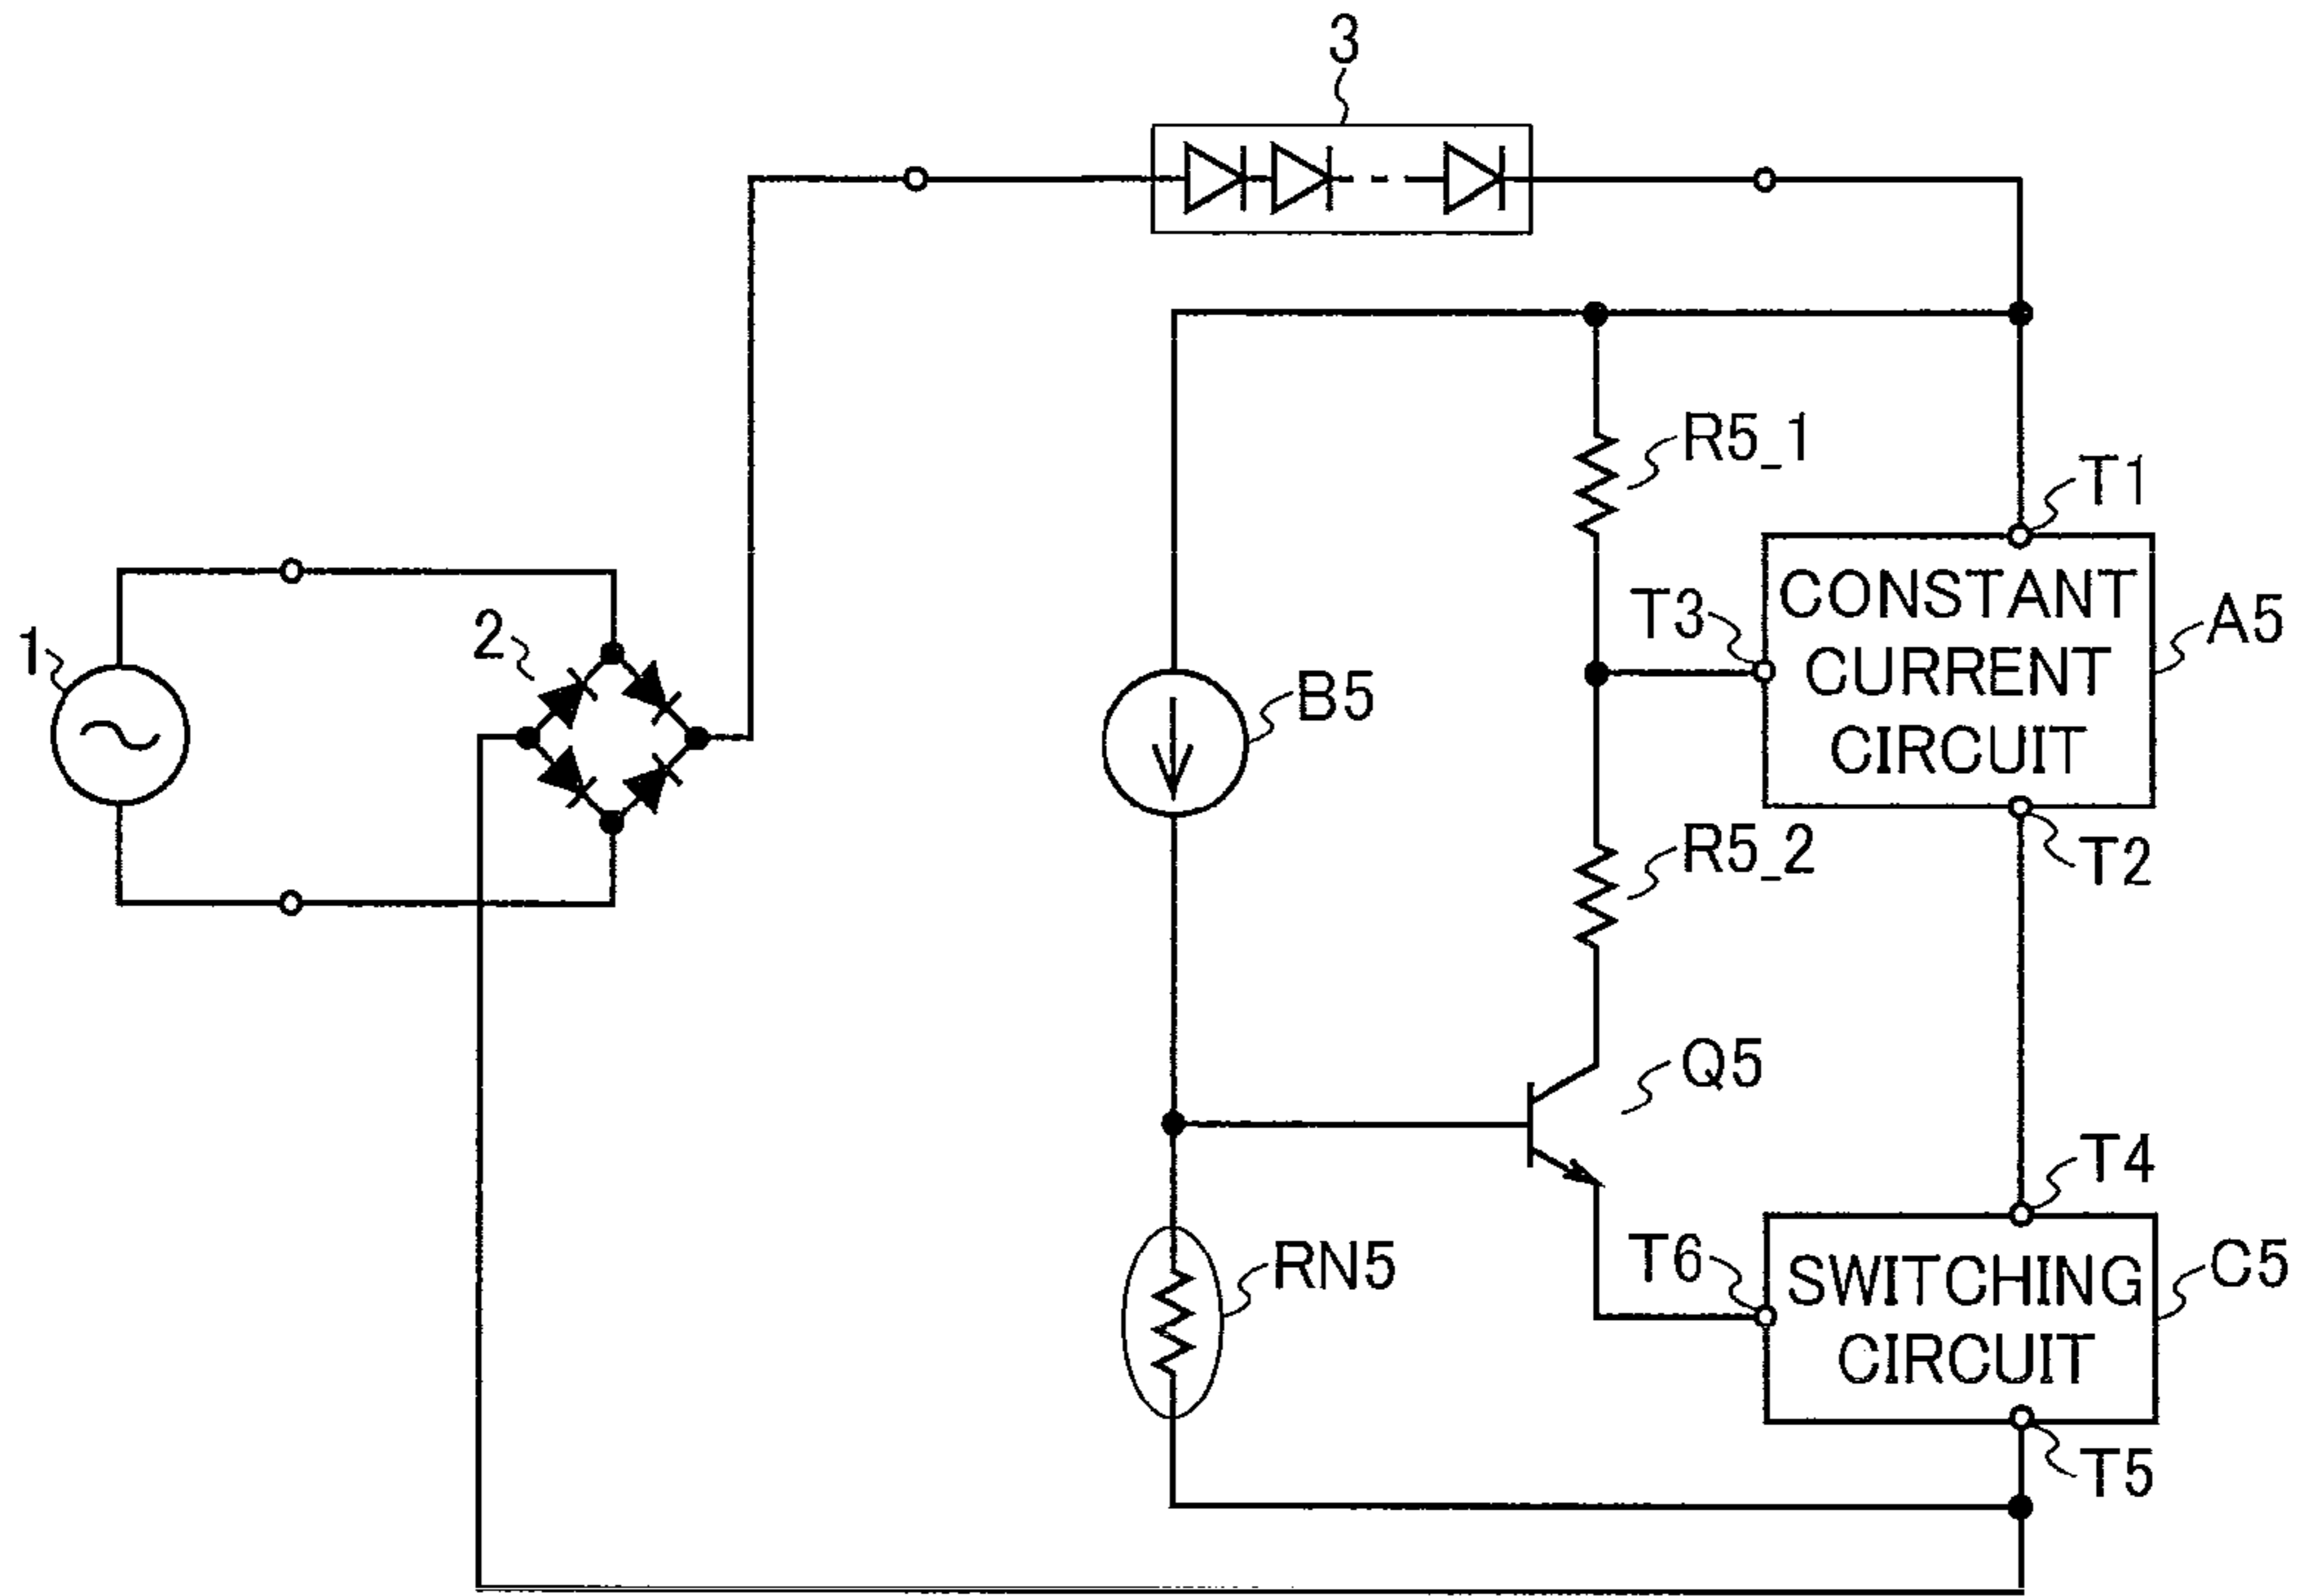 3
R5_1
T1
CONSTANT
CURRENT
CIRCUIT
T3
A5
1
2
B5
R5_2
T2
Q5
T4
T6
SWITCHING
CIRCUIT
C5
RN5
T5